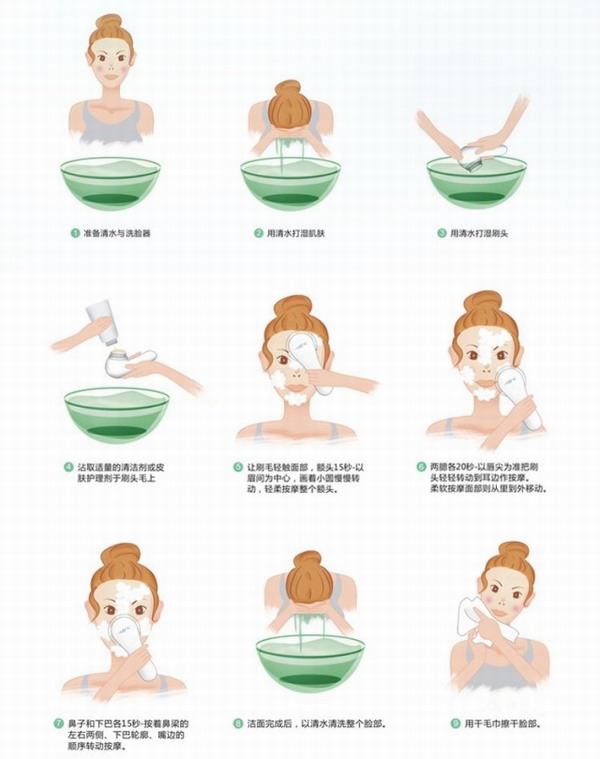 1 准备清水与洗脸器
2 用清水打湿肌肤
3 用清水打湿刷头
4 沾取适量的清洁剂或皮
肤护理剂于刷头毛上
5 让刷毛轻触面部，额头15秒-以
眉间为中心，画着小圆慢慢转
动，轻柔按摩整个额头。
6 两腮各20秒-以唇尖为准把刷
头轻轻转动到耳边作按摩。
柔软按摩面部则从里到外移动。
7 鼻子和下巴各15秒-按着鼻梁的
左右两侧、下巴轮廓、嘴边的
顺序转动按摩。
8 洁面完成后，以清水清洗整个脸部。
9 用干毛巾擦干脸部。